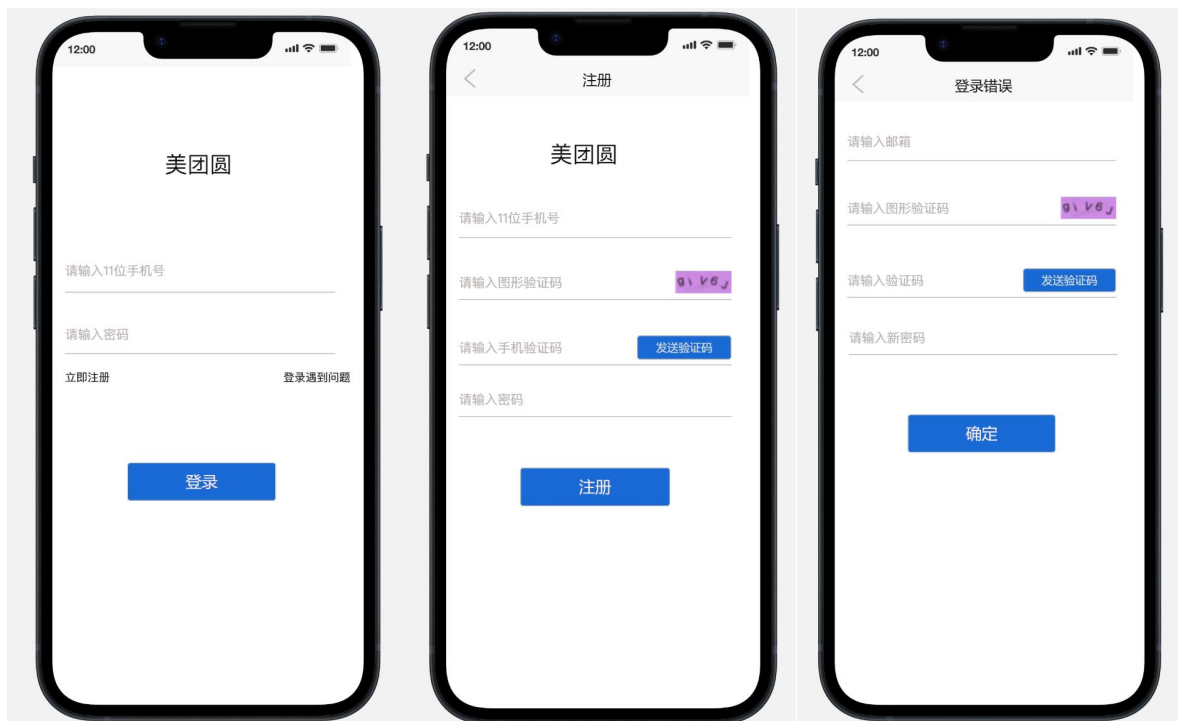 12:00
美团圆
请输入11位手机号
请输入密码
立即注册
登录遇到问题
登录
12:00
注册
美团圆
请输入11位手机号
请输入图形验证码
gi V6J
请输入手机验证码
发送验证码
请输入密码
注册
12:00
登录错误
请输入邮箱
请输入图形验证码
gi V6J
请输入验证码
发送验证码
请输入新密码
确定